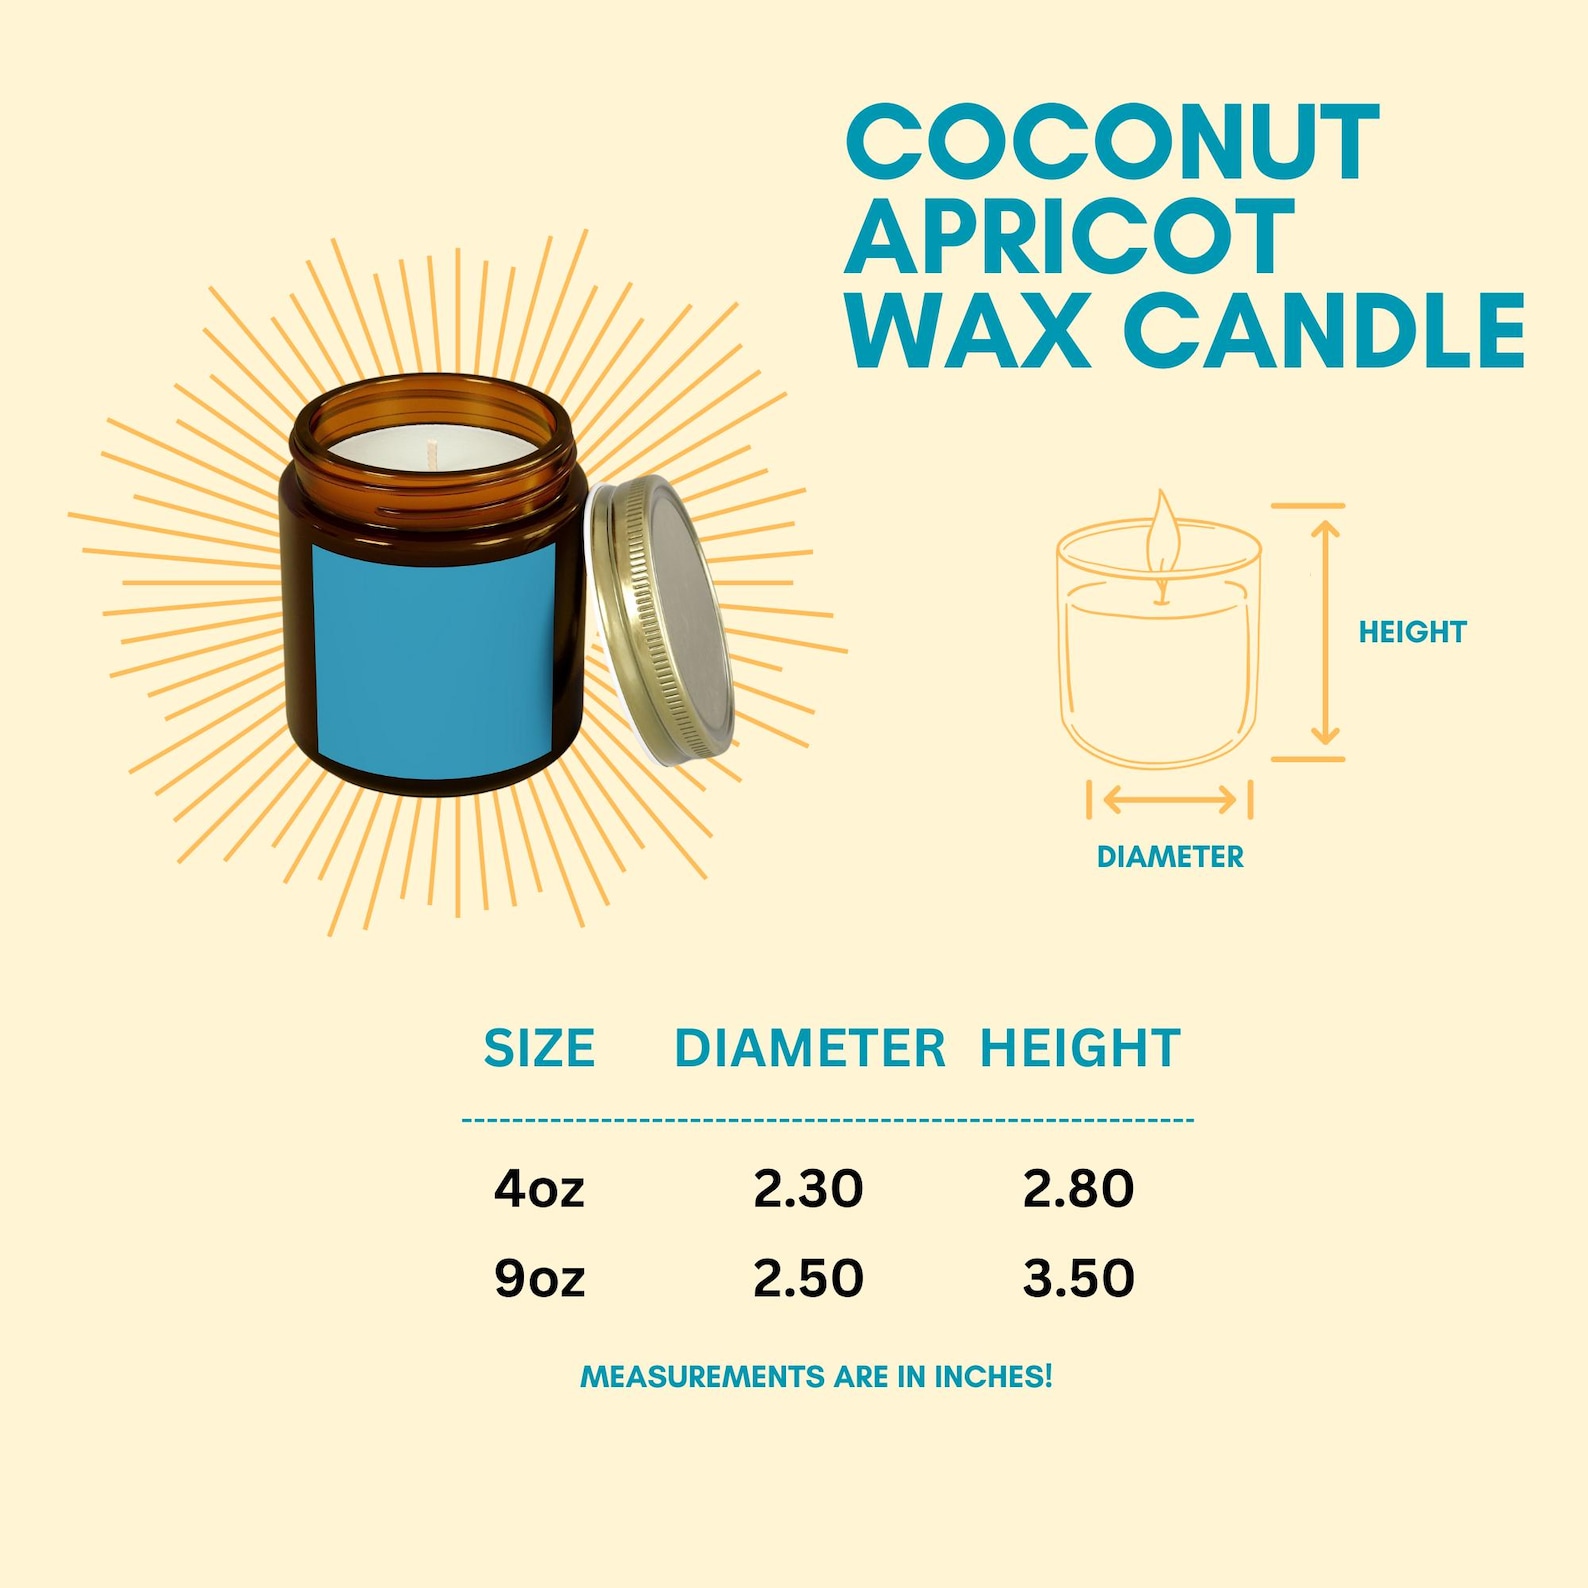 COCONUT
APRICOT
WAX CANDLE
HEIGHT
DIAMETER
SIZE DIAMETER HEIGHT
4oz 2.30 2.80
9oz 2.50 3.50
MEASUREMENTS ARE IN INCHES!